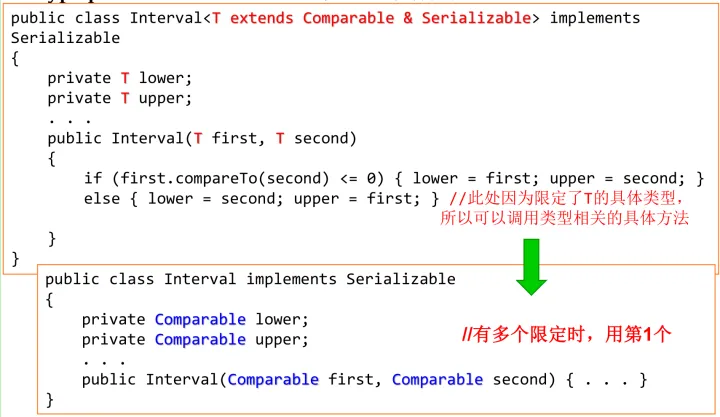 public class Interval<T extends Comparable & Serializable> implements
Serializable
{
private T lower;
private T upper;
. . .
public Interval(T first, T second)
{
if (first.compareTo(second) <= 0) { lower = first; upper = second; }
else { lower = second; upper = first; } //此处因为限定了T的具体类型,
所以可以调用类型相关的具体方法
}
}
public class Interval implements Serializable
{
private Comparable lower;
private Comparable upper;
//有多个限定时，用第1个
. . .
public Interval(Comparable first, Comparable second) { . . . }
}